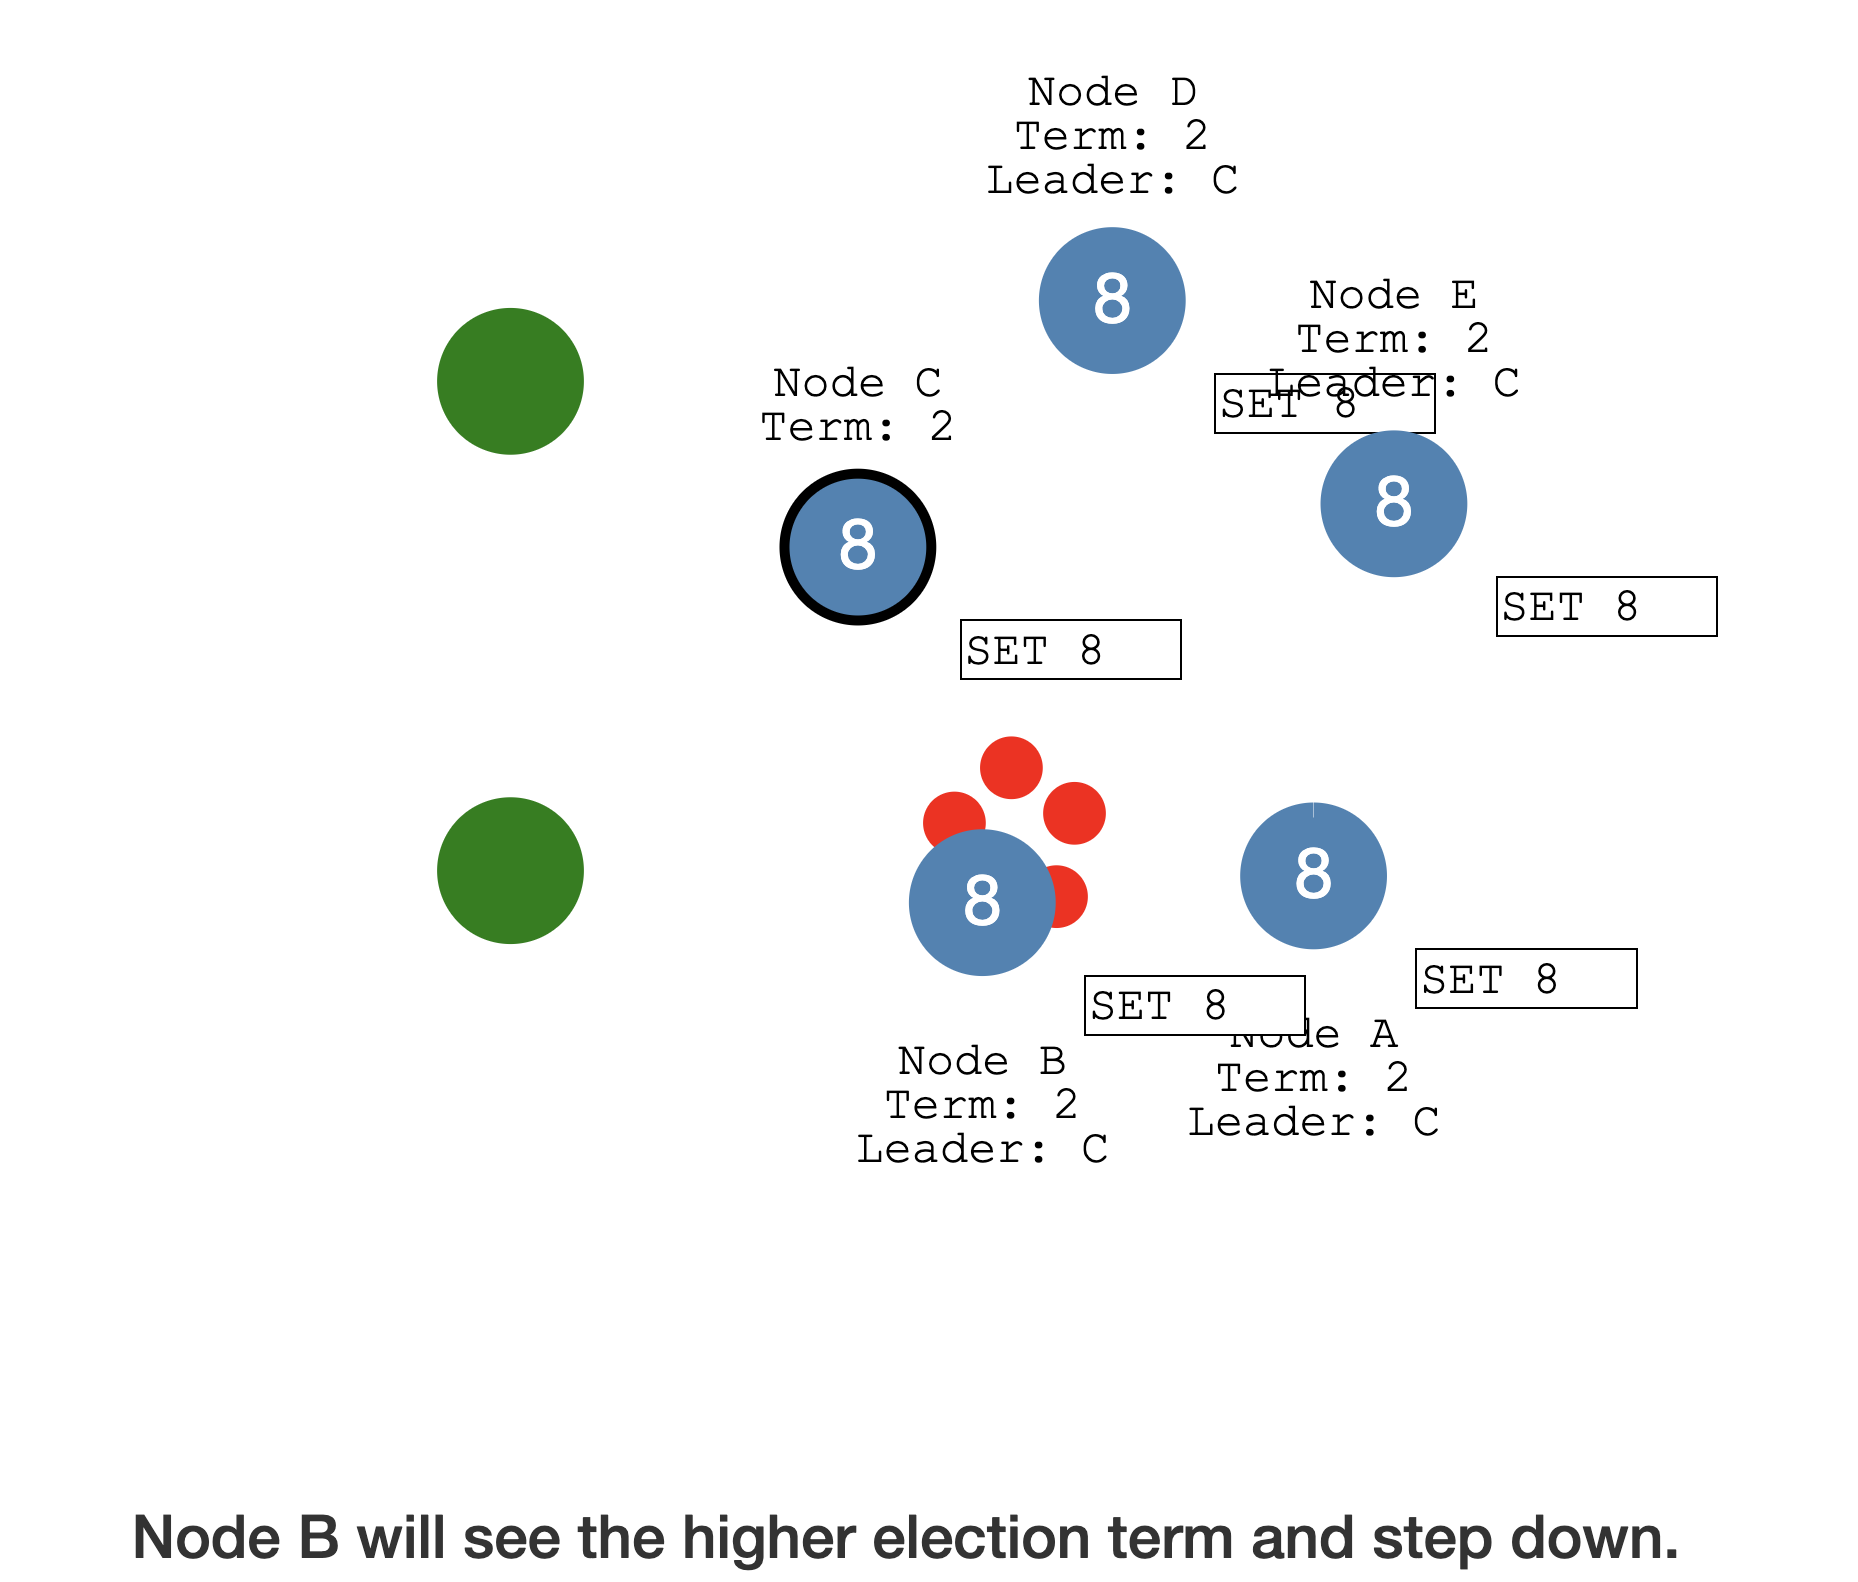 Node D
Term: 2
Leader: C
8
Node E
Term: 2
Leader: C
SET 8
8
Node C
Term: 2
8
SET 8
SET 8
8
8
SET 8
SET 8
Node A
Term: 2
Leader: C
Node B
Term: 2
Leader: C
Node B will see the higher election term and step down.